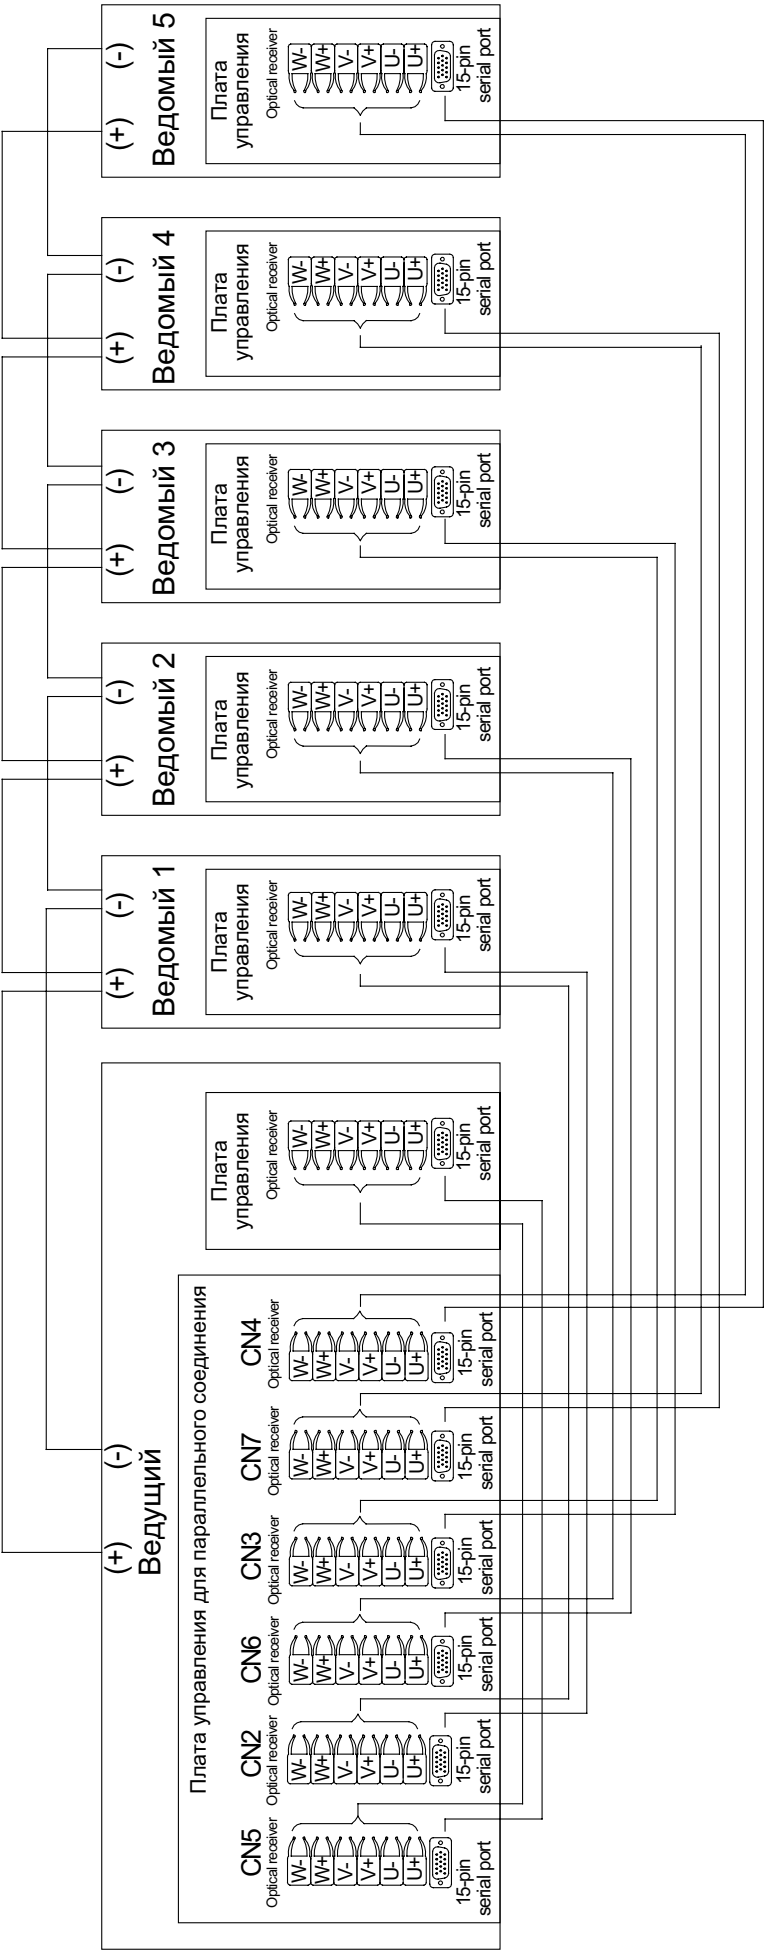 (+)
(-)
Ведущий
Плата управления для параллельного соединения
CN5
Optical receiver
W-
W+
V-
V+
U-
U+
15-pin
serial port
CN2
Optical receiver
W-
W+
V-
V+
U-
U+
15-pin
serial port
CN6
Optical receiver
W-
W+
V-
V+
U-
U+
15-pin
serial port
CN3
Optical receiver
W-
W+
V-
V+
U-
U+
15-pin
serial port
CN7
Optical receiver
W-
W+
V-
V+
U-
U+
15-pin
serial port
CN4
Optical receiver
W-
W+
V-
V+
U-
U+
15-pin
serial port
Плата
управления
Optical receiver
W-
W+
V-
V+
U-
U+
15-pin
serial port
(+)
(-)
Ведомый 1
Плата
управления
Optical receiver
W-
W+
V-
V+
U-
U+
15-pin
serial port
(+)
(-)
Ведомый 2
Плата
управления
Optical receiver
W-
W+
V-
V+
U-
U+
15-pin
serial port
(+)
(-)
Ведомый 3
Плата
управления
Optical receiver
W-
W+
V-
V+
U-
U+
15-pin
serial port
(+)
(-)
Ведомый 4
Плата
управления
Optical receiver
W-
W+
V-
V+
U-
U+
15-pin
serial port
(+)
(-)
Ведомый 5
Плата
управления
Optical receiver
W-
W+
V-
V+
U-
U+
15-pin
serial port